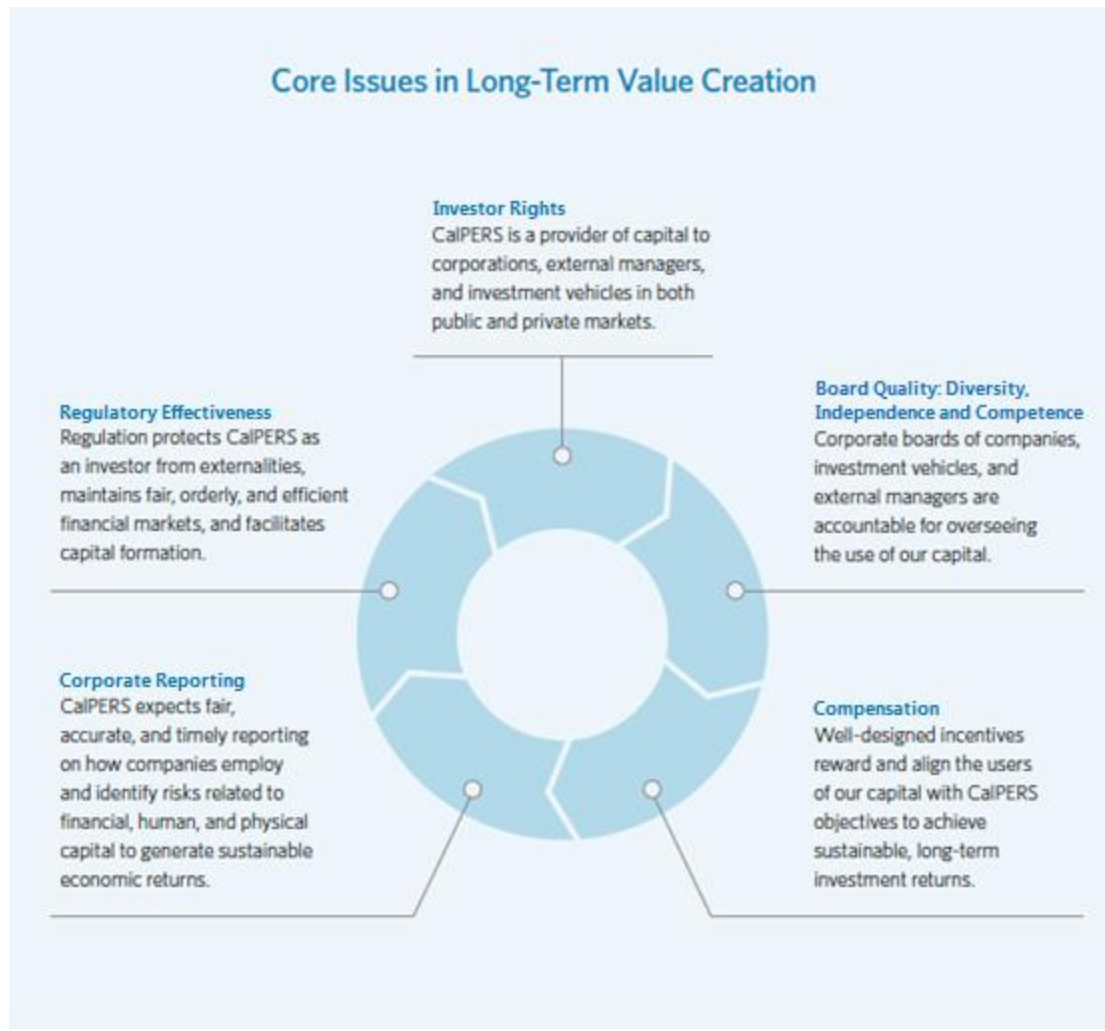 Core Issues in Long-Term Value Creation
Investor Rights
CalPERS is a provider of capital to
corporations, external managers,
and investment vehicles in both
public and private markets.
Board Quality: Diversity,
Independence and Competence
Corporate boards of companies,
investment vehicles, and
external managers are
accountable for overseeing
the use of our capital.
Compensation
Well-designed incentives
reward and align the users
of our capital with CalPERS
objectives to achieve
sustainable, long-term
investment returns.
Corporate Reporting
CalPERS expects fair,
accurate, and timely reporting
on how companies employ
and identify risks related to
financial, human, and physical
capital to generate sustainable
economic returns.
Regulatory Effectiveness
Regulation protects CalPERS as
an investor from externalities,
maintains fair, orderly, and efficient
financial markets, and facilitates
capital formation.